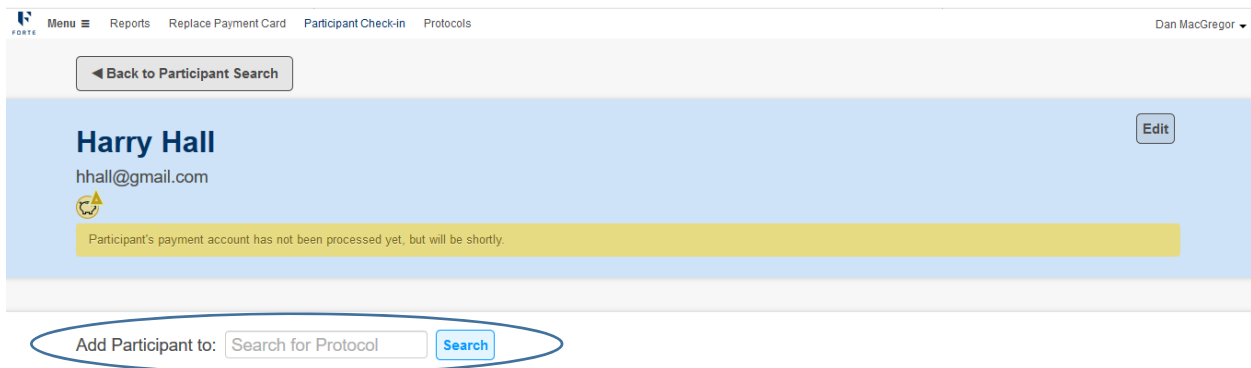 FORTE Menu ≡ Reports Replace Payment Card Participant Check-in Protocols Dan MacGregor
Back to Participant Search
Harry Hall Edit
hhall@gmail.com
Participant's payment account has not been processed yet, but will be shortly.
Add Participant to: Search for Protocol Search